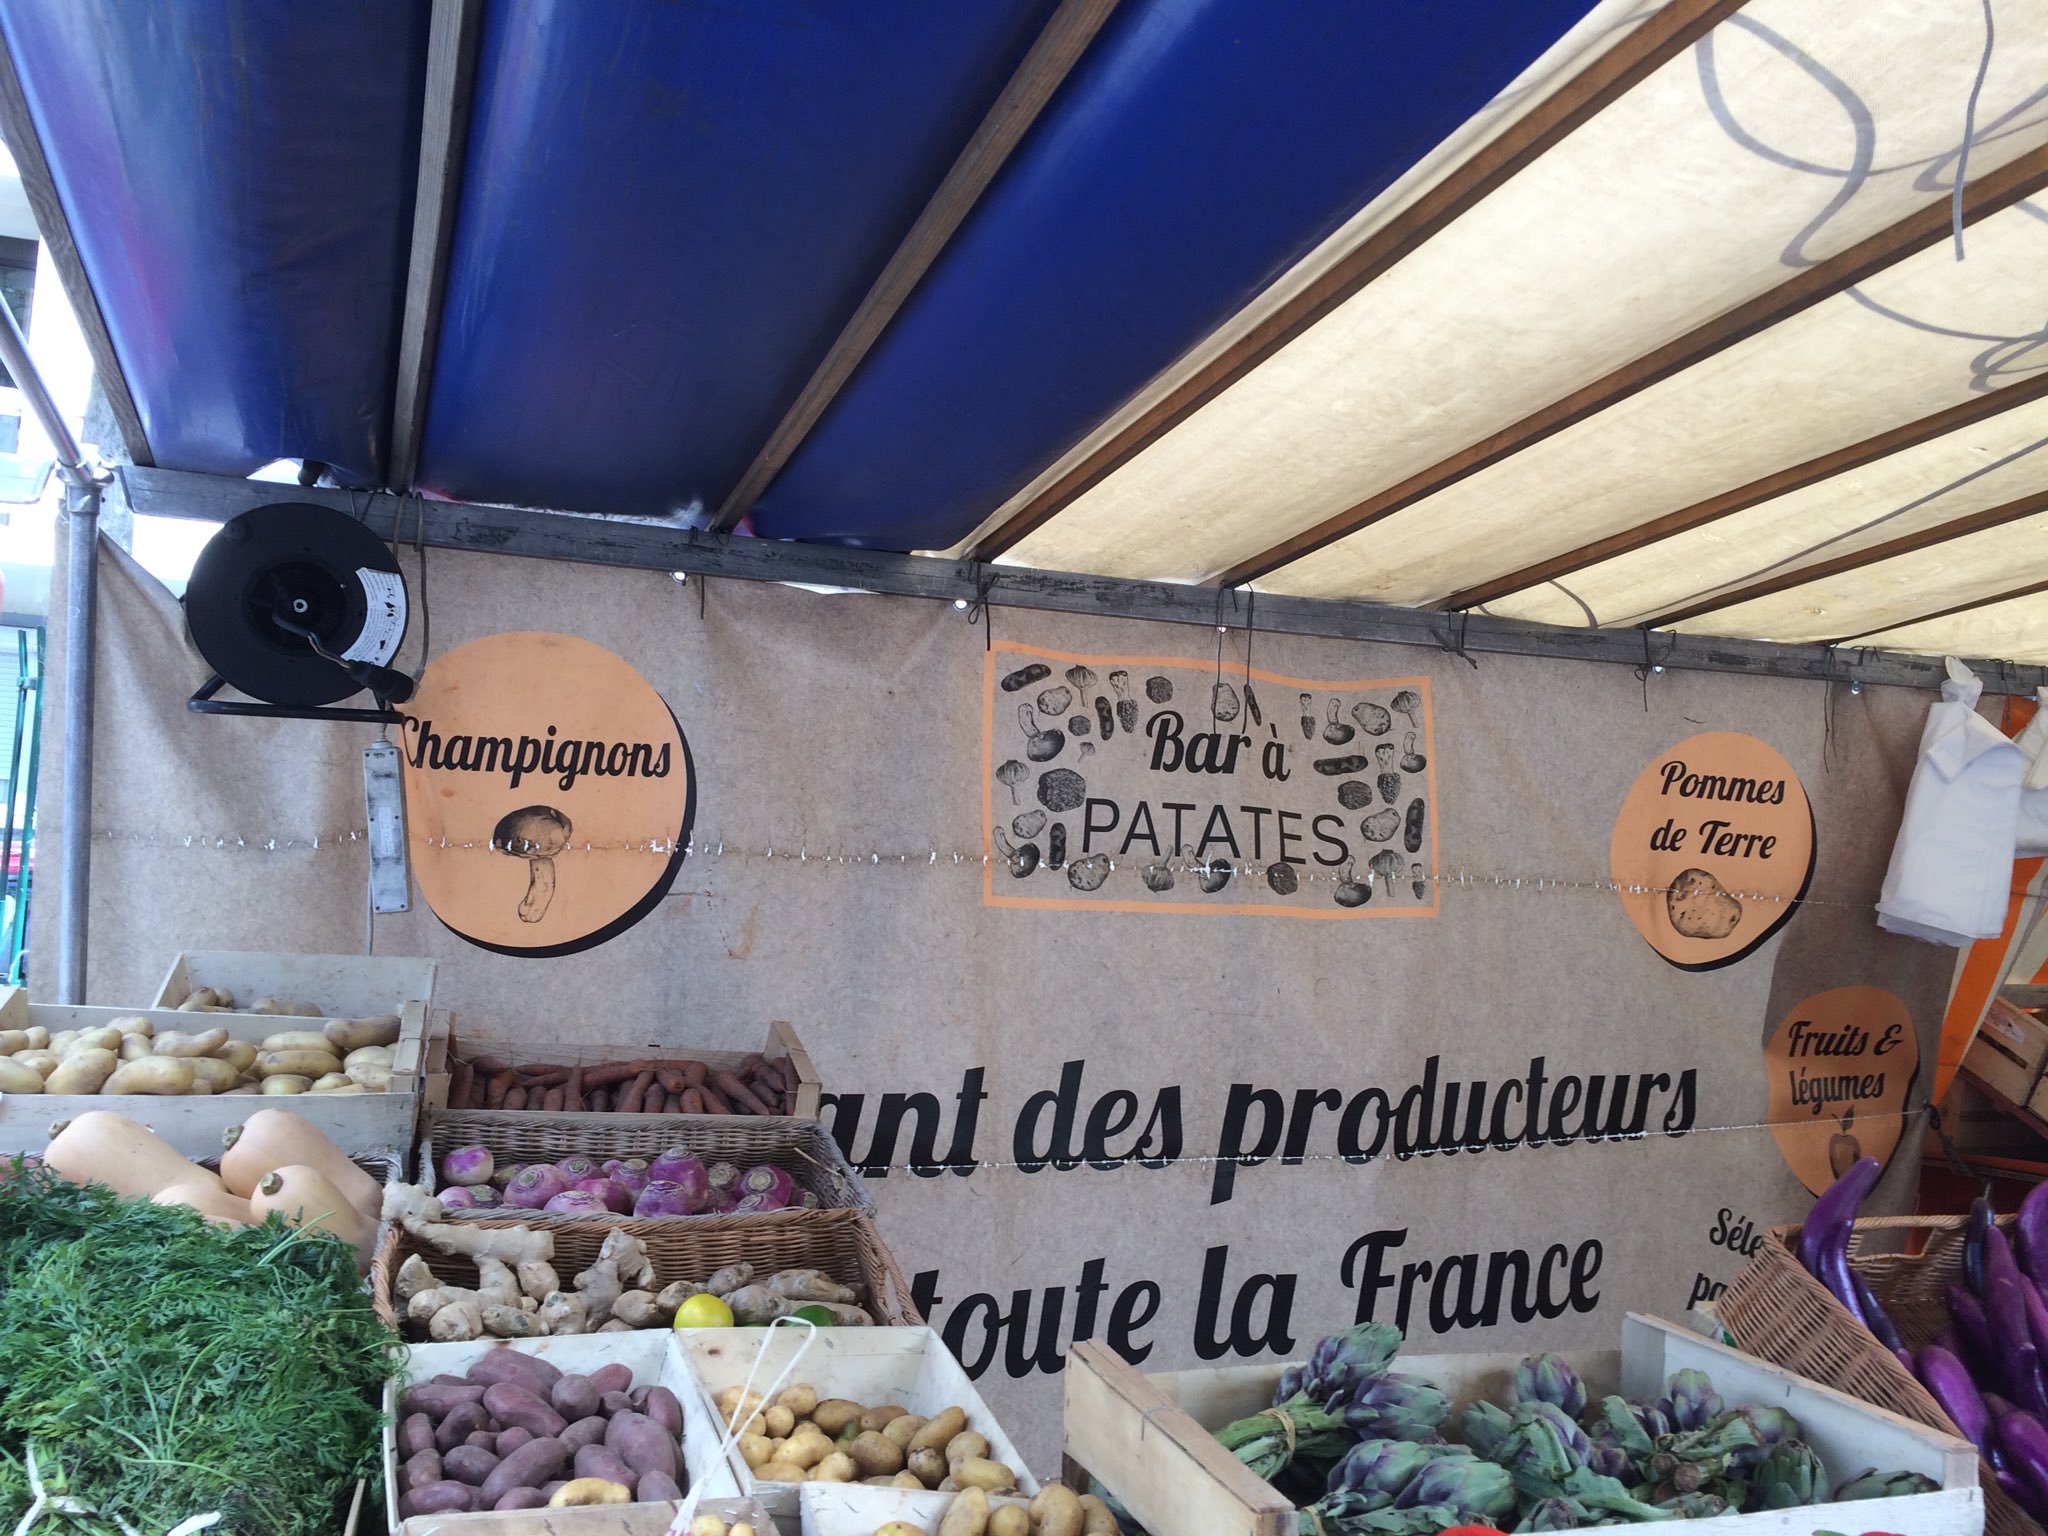 Champignons
Bar à
PATATES
Pommes
de Terre
Fruits &
légumes
des producteurs
toute la France